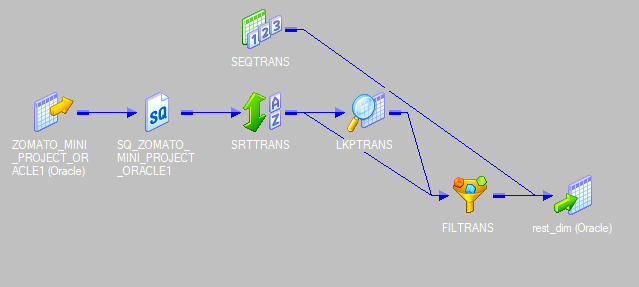 SEQTRANS
ZOMATO_MINI
_PROJECT_OR
ACLE1 (Oracle)
SQ_ZOMATO_
MINI_PROJECT
_ORACLE1
SRTTRANS
LKPTRANS
FILTRANS
rest_dim (Oracle)